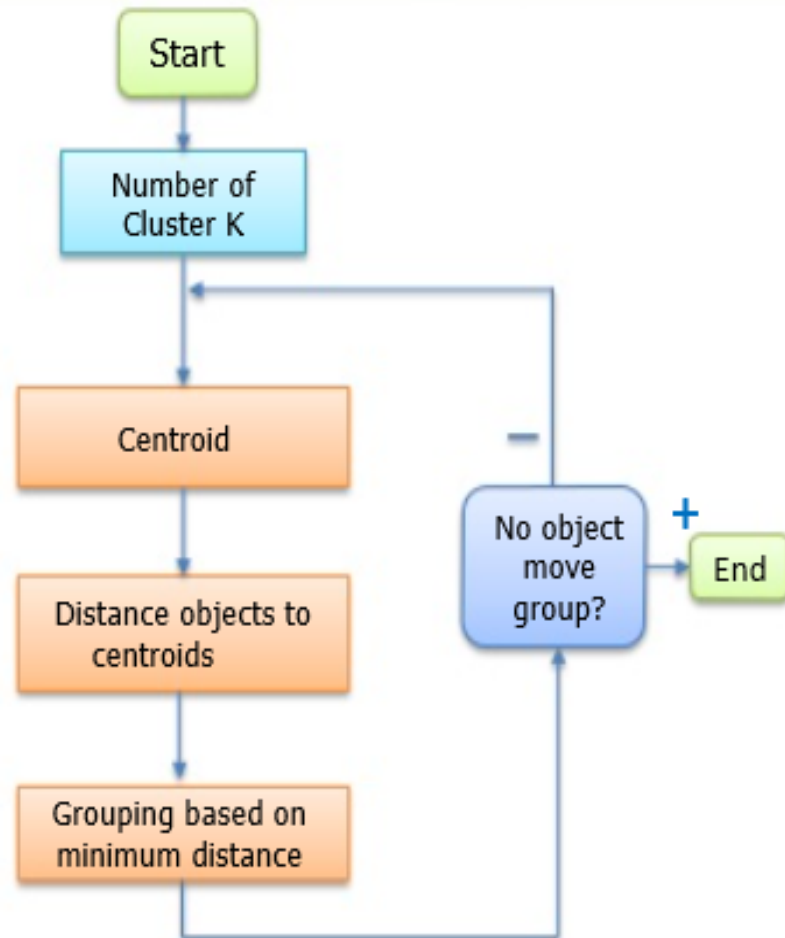 Start
Number of
Cluster K
Centroid
Distance objects to
centroids
Grouping based on
minimum distance
No object
move
group?
−
+
End